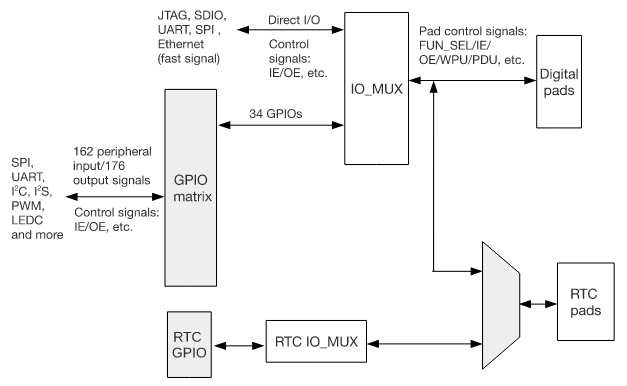 JTAG, SDIO,
UART, SPI ,
Ethernet
(fast signal)
Direct I/O
Control
signals:
IE/OE, etc.
IO_MUX
Pad control signals:
FUN_SEL/IE/
OE/WPU/PDU, etc.
Digital
pads
34 GPIOs
SPI,
UART,
I²C, I²S,
PWM,
LEDC
and more
162 peripheral
input/176
output signals
Control signals:
IE/OE, etc.
GPIO
matrix
RTC
GPIO
RTC IO_MUX
RTC
pads